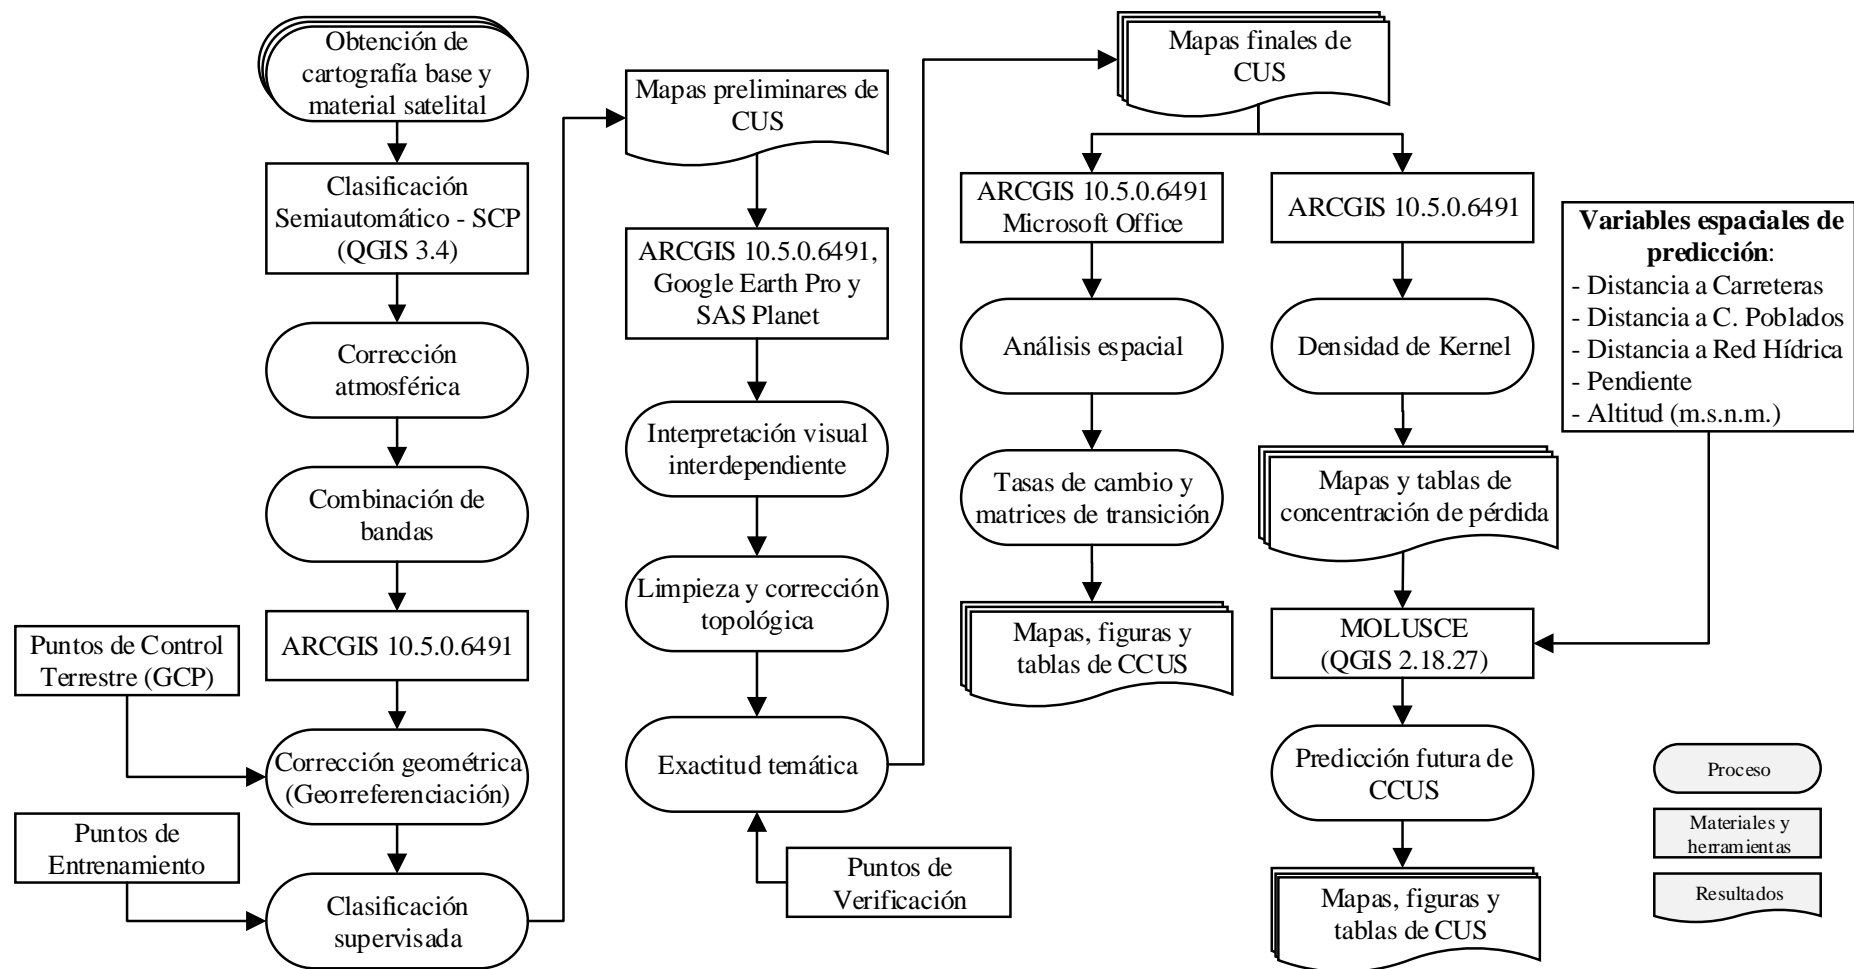 Obtención de
cartografía base y
material satelital
Clasificación
Semiautomático - SCP
(QGIS 3.4)
Corrección
atmosférica
Combinación de
bandas
ARCGIS 10.5.0.6491
Puntos de Control
Terrestre (GCP)
Corrección geométrica
(Georreferenciación)
Puntos de
Entrenamiento
Clasificación
supervisada
Mapas preliminares de
CUS
ARCGIS 10.5.0.6491,
Google Earth Pro y
SAS Planet
Interpretación visual
interdependiente
Limpieza y corrección
topológica
Exactitud temática
Puntos de
Verificación
Mapas finales de
CUS
ARCGIS 10.5.0.6491
Microsoft Office
Análisis espacial
Tasas de cambio y
matrices de transición
Mapas, figuras y
tablas de CCUS
ARCGIS 10.5.0.6491
Densidad de Kernel
Mapas y tablas de
concentración de pérdida
MOLUSCE
(QGIS 2.18.27)
Predicción futura de
CCUS
Mapas, figuras y
tablas de CUS
Variables espaciales de
predicción:
- Distancia a Carreteras
- Distancia a C. Poblados
- Distancia a Red Hídrica
- Pendiente
- Altitud (m.s.n.m.)
Proceso
Materiales y
herramientas
Resultados